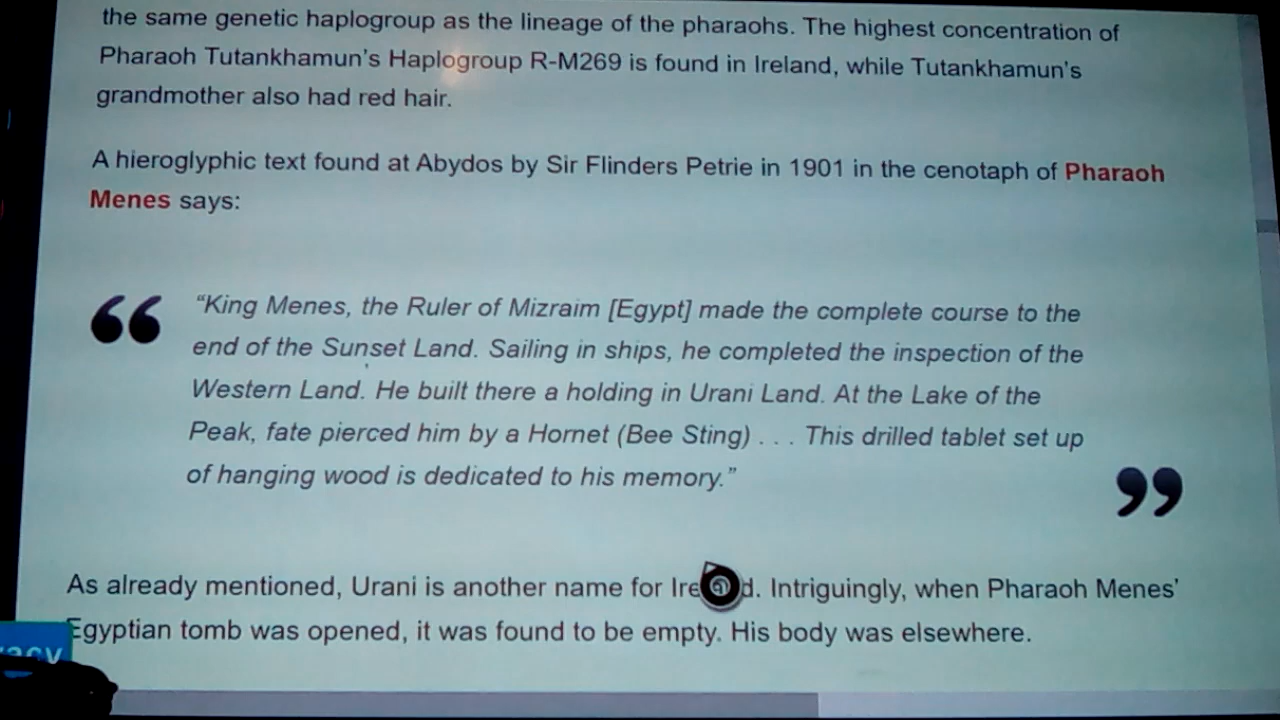 the same genetic haplogroup as the lineage of the pharaohs. The highest concentration of
Pharaoh Tutankhamun's Haplogroup R-M269 is found in Ireland, while Tutankhamun's
grandmother also had red hair.
A hieroglyphic text found at Abydos by Sir Flinders Petrie in 1901 in the cenotaph of Pharaoh
Menes says:
“King Menes, the Ruler of Mizraim [Egypt] made the complete course to the
end of the Sunset Land. Sailing in ships, he completed the inspection of the
Western Land. He built there a holding in Urani Land. At the Lake of the
Peak, fate pierced him by a Hornet (Bee Sting) . . . This drilled tablet set up
of hanging wood is dedicated to his memory.”
As already mentioned, Urani is another name for Intriguingly, when Pharaoh Menes'
Egyptian tomb was opened, it was found to be empty. His body was elsewhere.